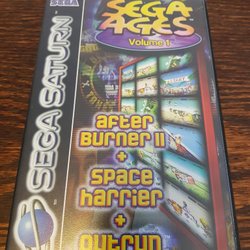 SEGA
SEGA
AGES
Volume 1
SEGA SATURN
after
Burner II
+
space
harrier
+
outrun